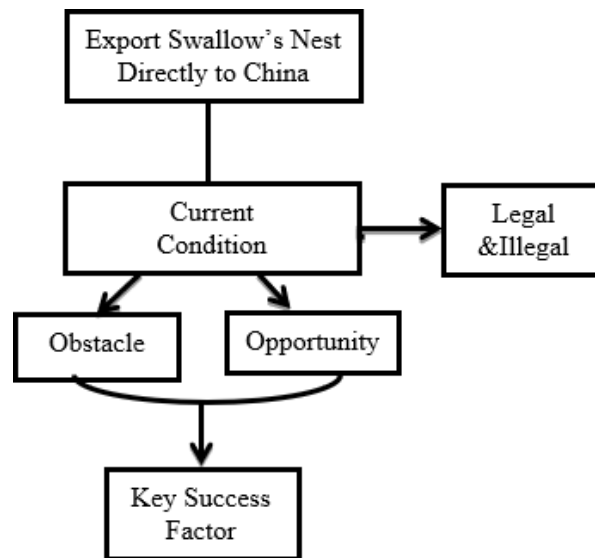 Export Swallow's Nest
Directly to China
Current
Condition
Legal
&Illegal
Obstacle
Opportunity
Key Success
Factor